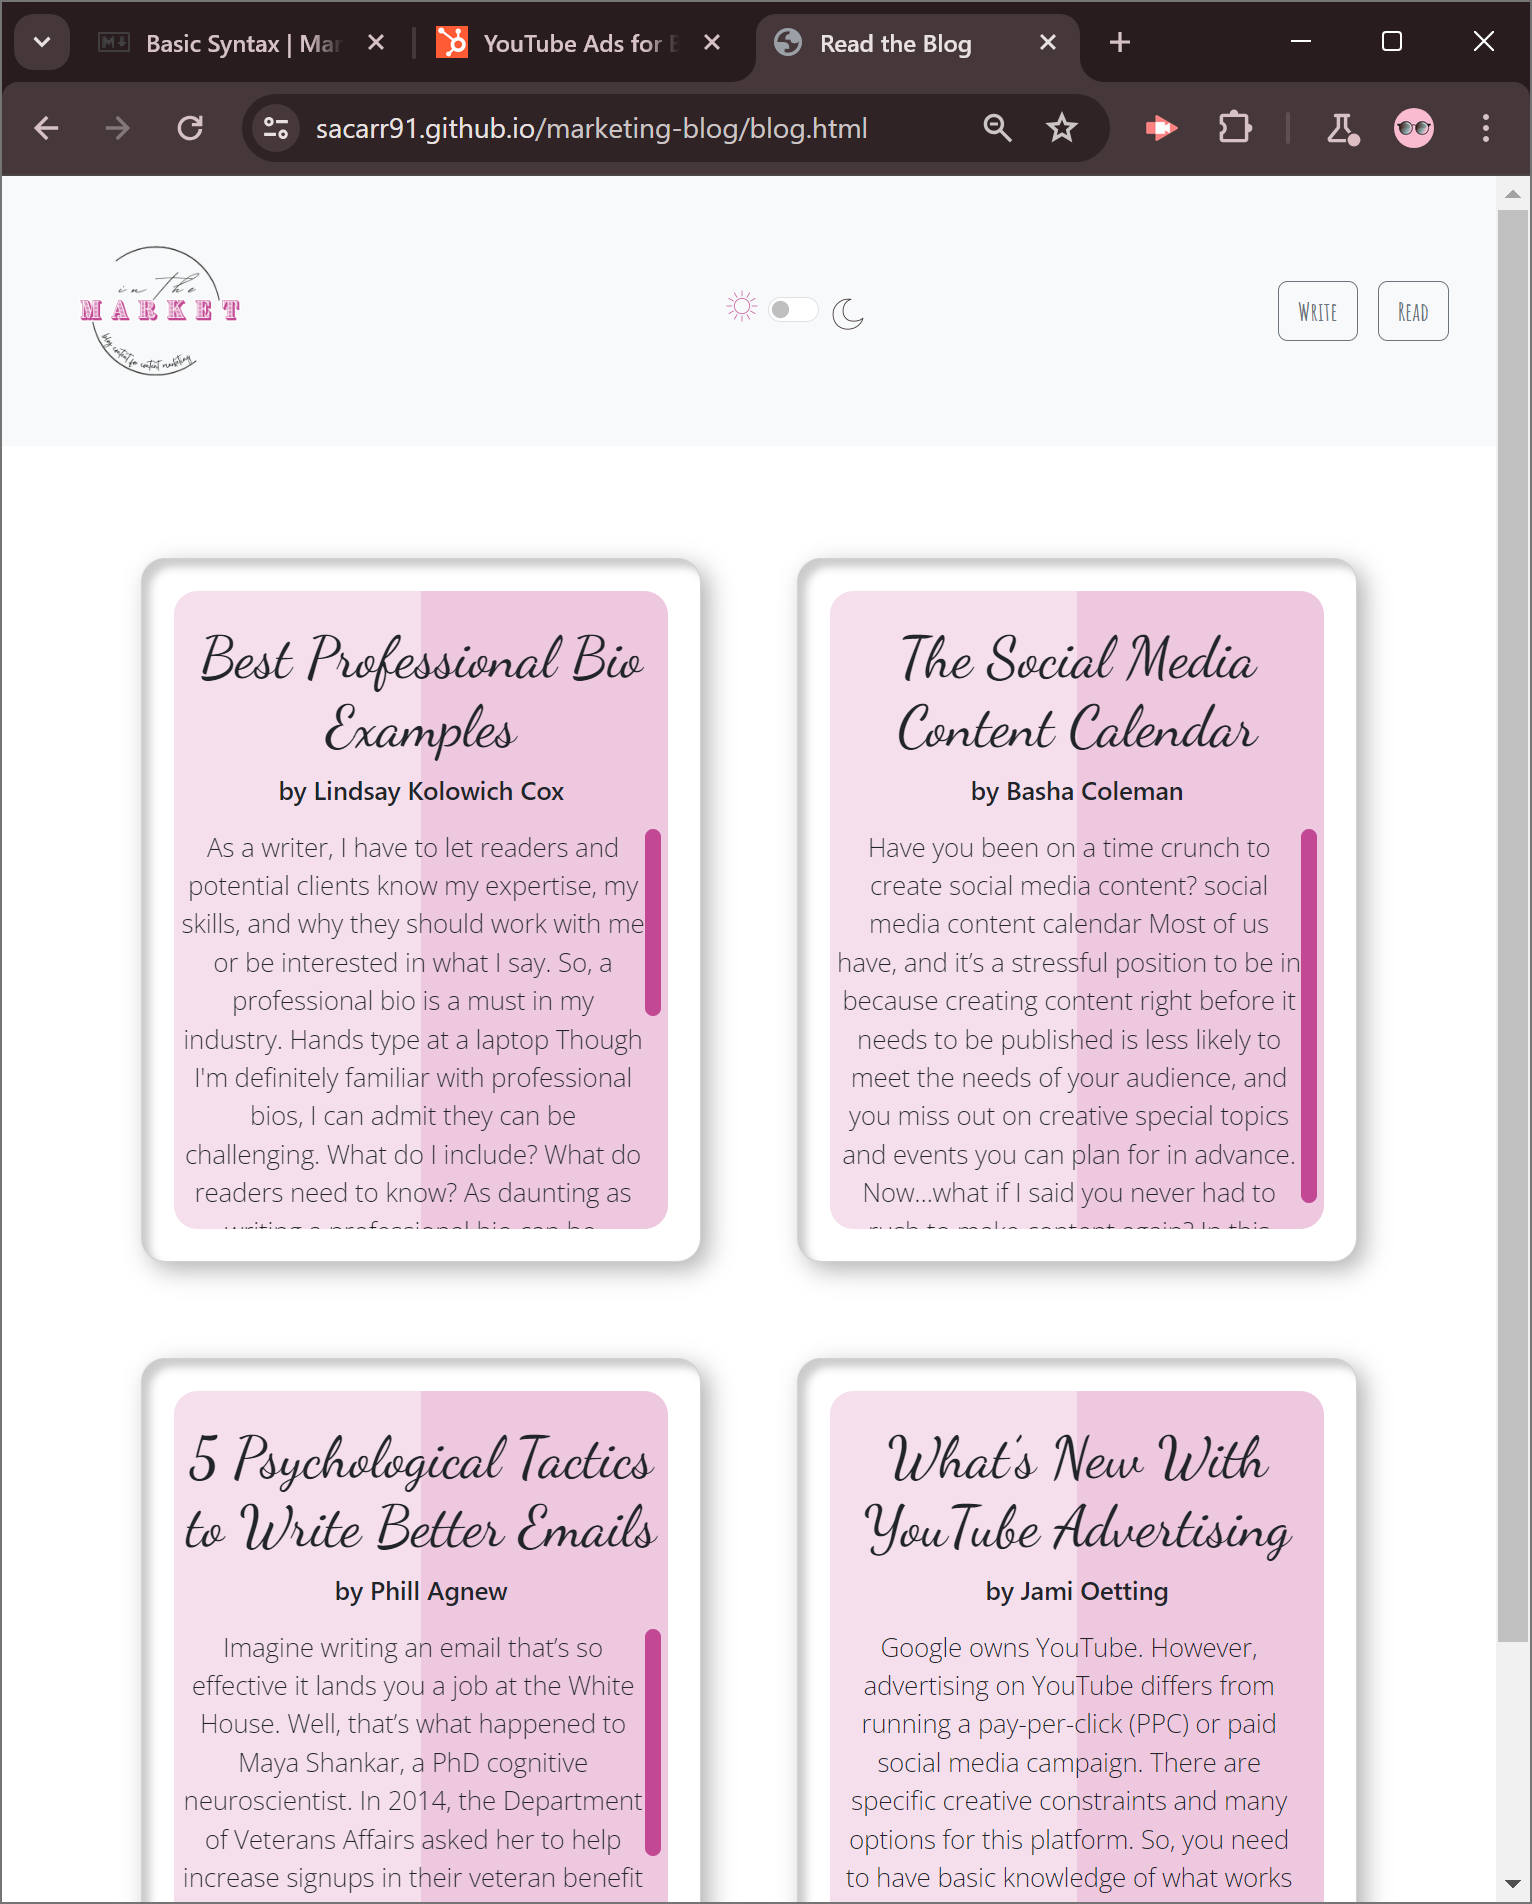 Basic Syntax | Mar
YouTube Ads for B
Read the Blog
sacarr91.github.io/marketing-blog/blog.html
in the
MARKET
blog content for content marketing
Write
Read
Best Professional Bio
Examples
by Lindsay Kolowich Cox
As a writer, I have to let readers and
potential clients know my expertise, my
skills, and why they should work with me
or be interested in what I say. So, a
professional bio is a must in my
industry. Hands type at a laptop Though
I'm definitely familiar with professional
bios, I can admit they can be
challenging. What do I include? What do
readers need to know? As daunting as
writing a professional bio can be
The Social Media
Content Calendar
by Basha Coleman
Have you been on a time crunch to
create social media content? social
media content calendar Most of us
have, and it’s a stressful position to be in
because creating content right before it
needs to be published is less likely to
meet the needs of your audience, and
you miss out on creative special topics
and events you can plan for in advance.
Now...what if I said you never had to
rush to make content again? In this
5 Psychological Tactics
to Write Better Emails
by Phill Agnew
Imagine writing an email that’s so
effective it lands you a job at the White
House. Well, that’s what happened to
Maya Shankar, a PhD cognitive
neuroscientist. In 2014, the Department
of Veterans Affairs asked her to help
increase signups in their veteran benefit
What’s New With
YouTube Advertising
by Jami Oetting
Google owns YouTube. However,
advertising on YouTube differs from
running a pay-per-click (PPC) or paid
social media campaign. There are
specific creative constraints and many
options for this platform. So, you need
to have basic knowledge of what works